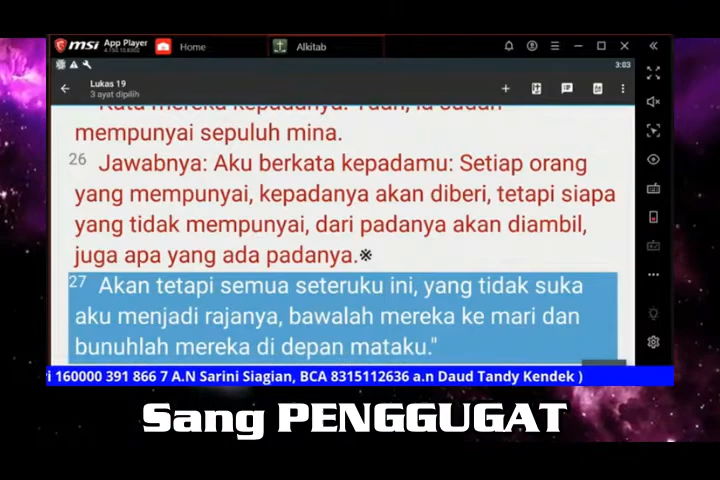 msi App Player
Home
Alkitab
3:03
Lukas 19
3 ayat dipilih
mempunyai sepuluh mina.
26 Jawabnya: Aku berkata kepadamu: Setiap orang
yang mempunyai, kepadanya akan diberi, tetapi siapa
yang tidak mempunyai, dari padanya akan diambil,
juga apa yang ada padanya.※
27 Akan tetapi semua seteruku ini, yang tidak suka
aku menjadi rajanya, bawalah mereka ke mari dan
bunuhlah mereka di depan mataku."
160000 391 866 7 A.N Sarini Siagian, BCA 8315112636 a.n Daud Tandy Kendek )
Sang PENGGUGAT